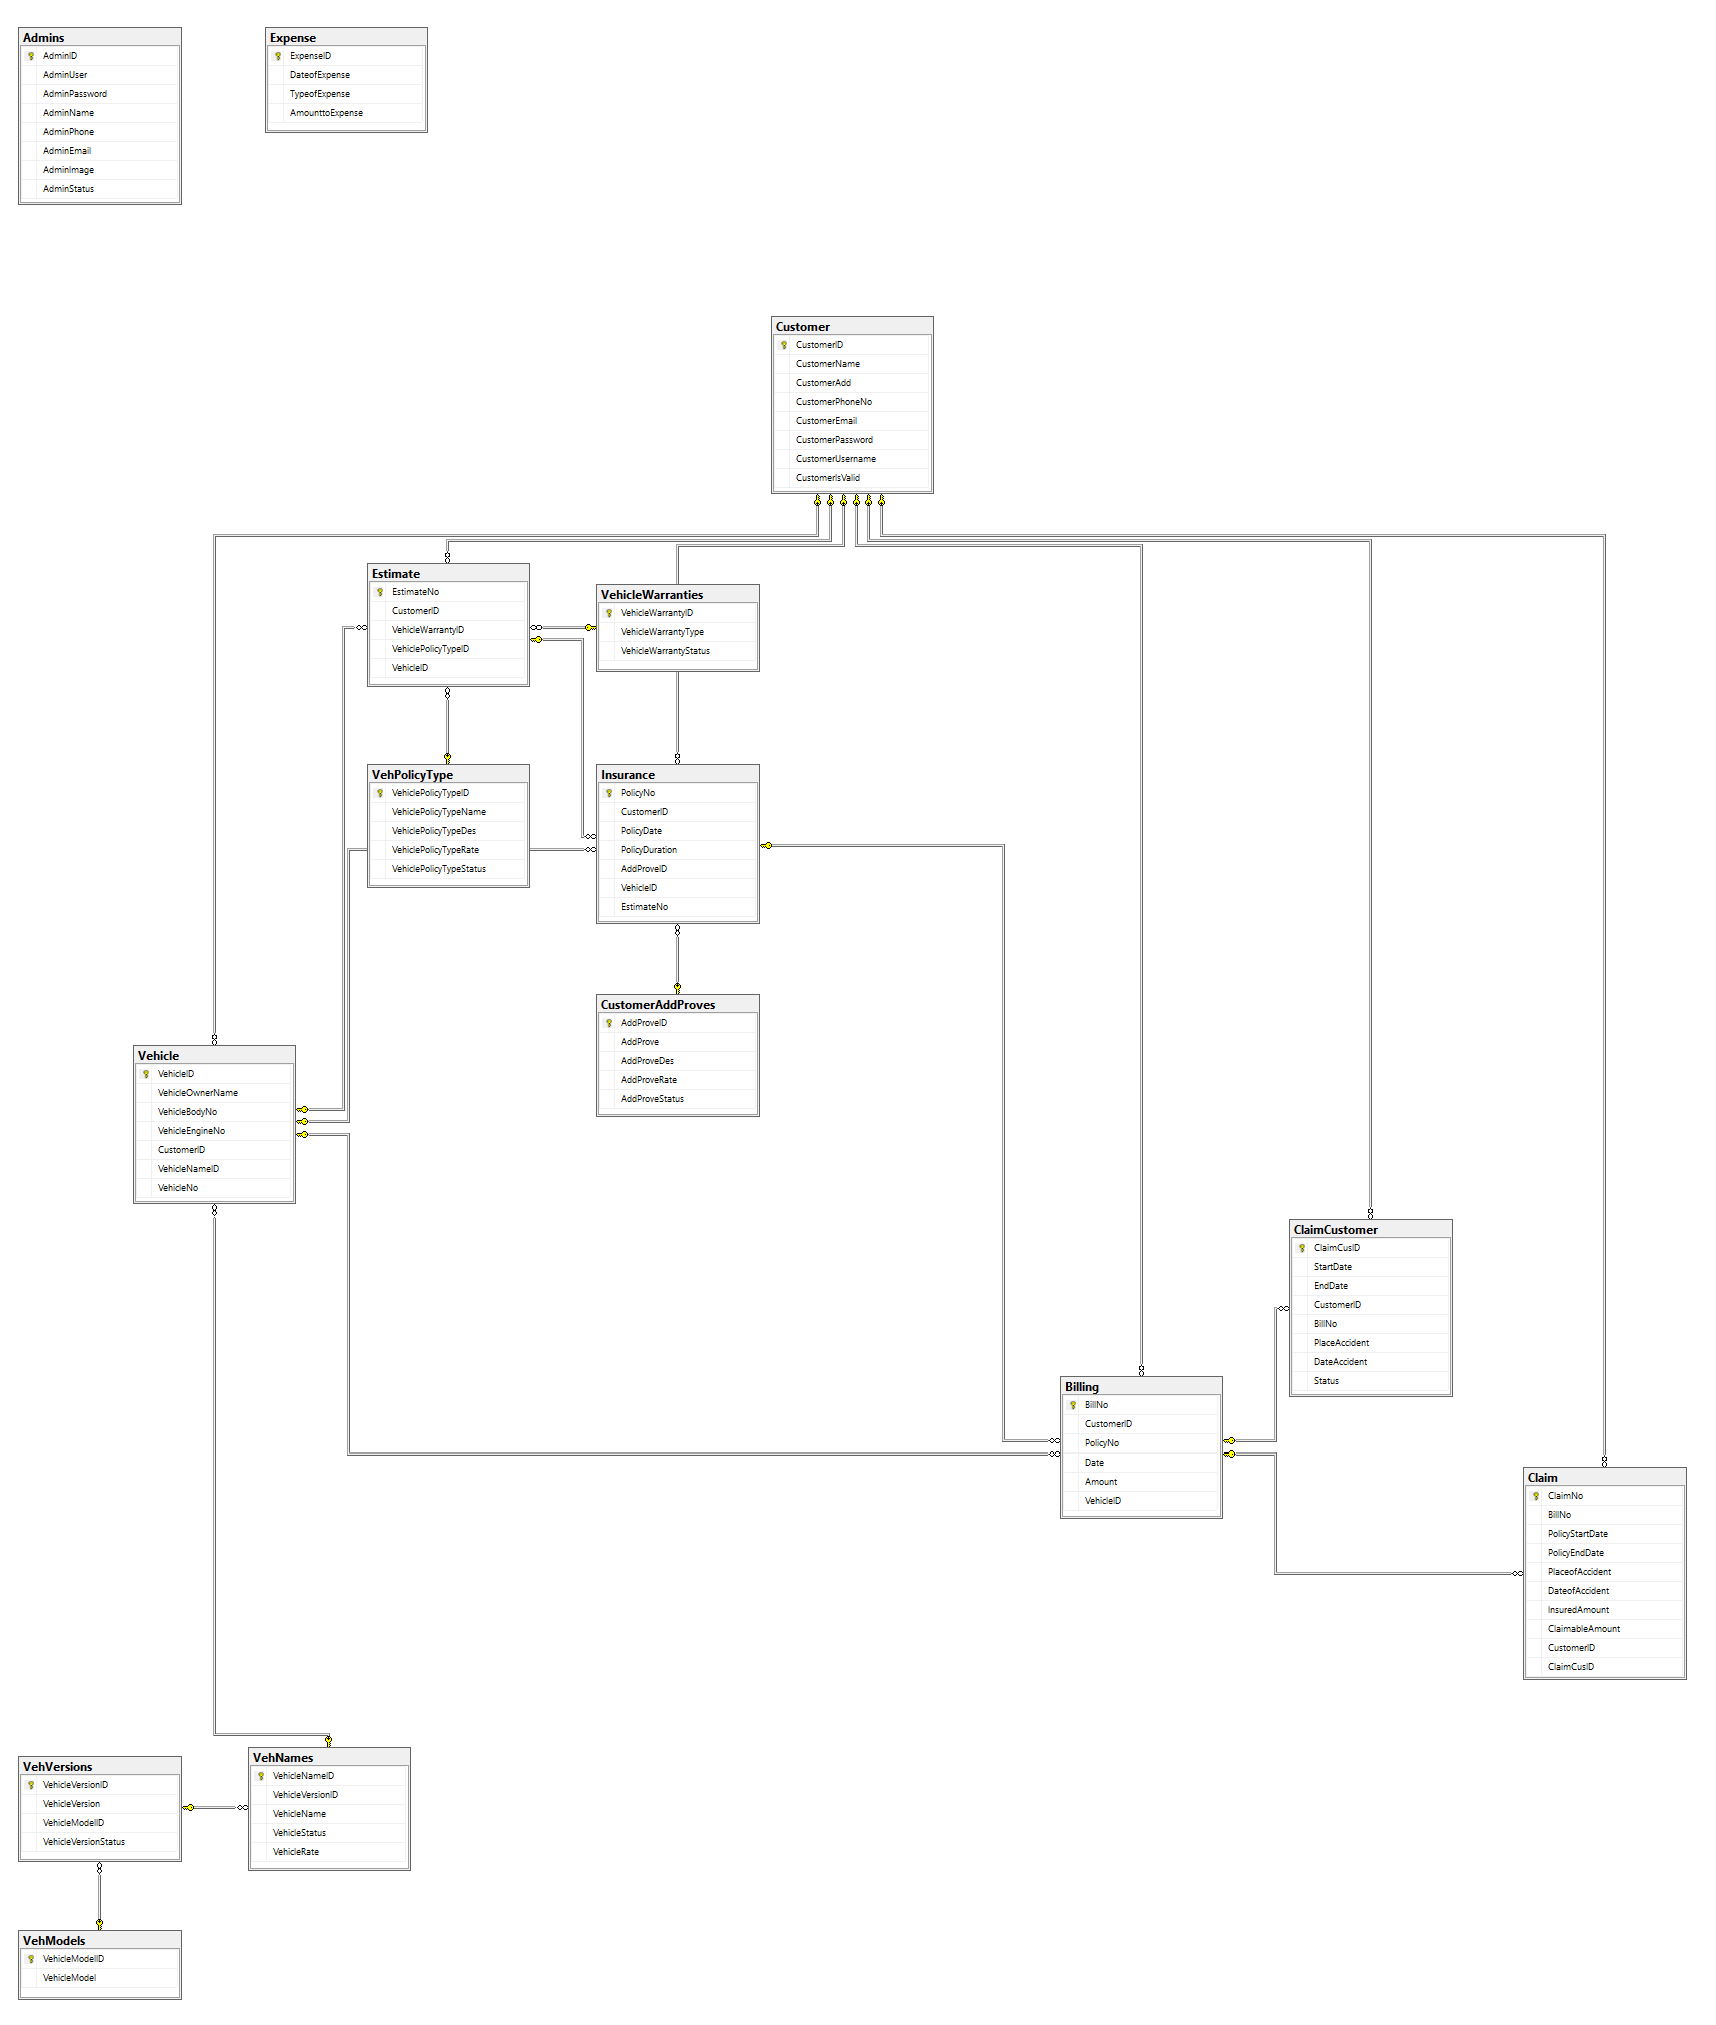 Admins
AdminID
AdminUser
AdminPassword
AdminName
AdminPhone
AdminEmail
AdminImage
AdminStatus
Expense
ExpenseID
DateofExpense
TypeofExpense
AmounttoExpense
Customer
CustomerID
CustomerName
CustomerAdd
CustomerPhoneNo
CustomerEmail
CustomerPassword
CustomerUsername
CustomerIsValid
Estimate
EstimateNo
CustomerID
VehicleWarrantyID
VehiclePolicyTypeID
VehicleID
VehicleWarranties
VehicleWarrantyID
VehicleWarrantyType
VehicleWarrantyStatus
VehPolicyType
VehiclePolicyTypeID
VehiclePolicyTypeName
VehiclePolicyTypeDes
VehiclePolicyTypeRate
VehiclePolicyTypeStatus
Insurance
PolicyNo
CustomerID
PolicyDate
PolicyDuration
AddProveID
VehicleID
EstimateNo
CustomerAddProves
AddProveID
AddProve
AddProveDes
AddProveRate
AddProveStatus
Vehicle
VehicleID
VehicleOwnerName
VehicleBodyNo
VehicleEngineNo
CustomerID
VehicleNameID
VehicleNo
ClaimCustomer
ClaimCusID
StartDate
EndDate
CustomerID
BillNo
PlaceAccident
DateAccident
Status
Billing
BillNo
CustomerID
PolicyNo
Date
Amount
VehicleID
Claim
ClaimNo
BillNo
PolicyStartDate
PolicyEndDate
PlaceofAccident
DateofAccident
InsuredAmount
ClaimableAmount
CustomerID
ClaimCusID
VehVersions
VehicleVersionID
VehicleVersion
VehicleModelID
VehicleVersionStatus
VehNames
VehicleNameID
VehicleVersionID
VehicleName
VehicleStatus
VehicleRate
VehModels
VehicleModelID
VehicleModel